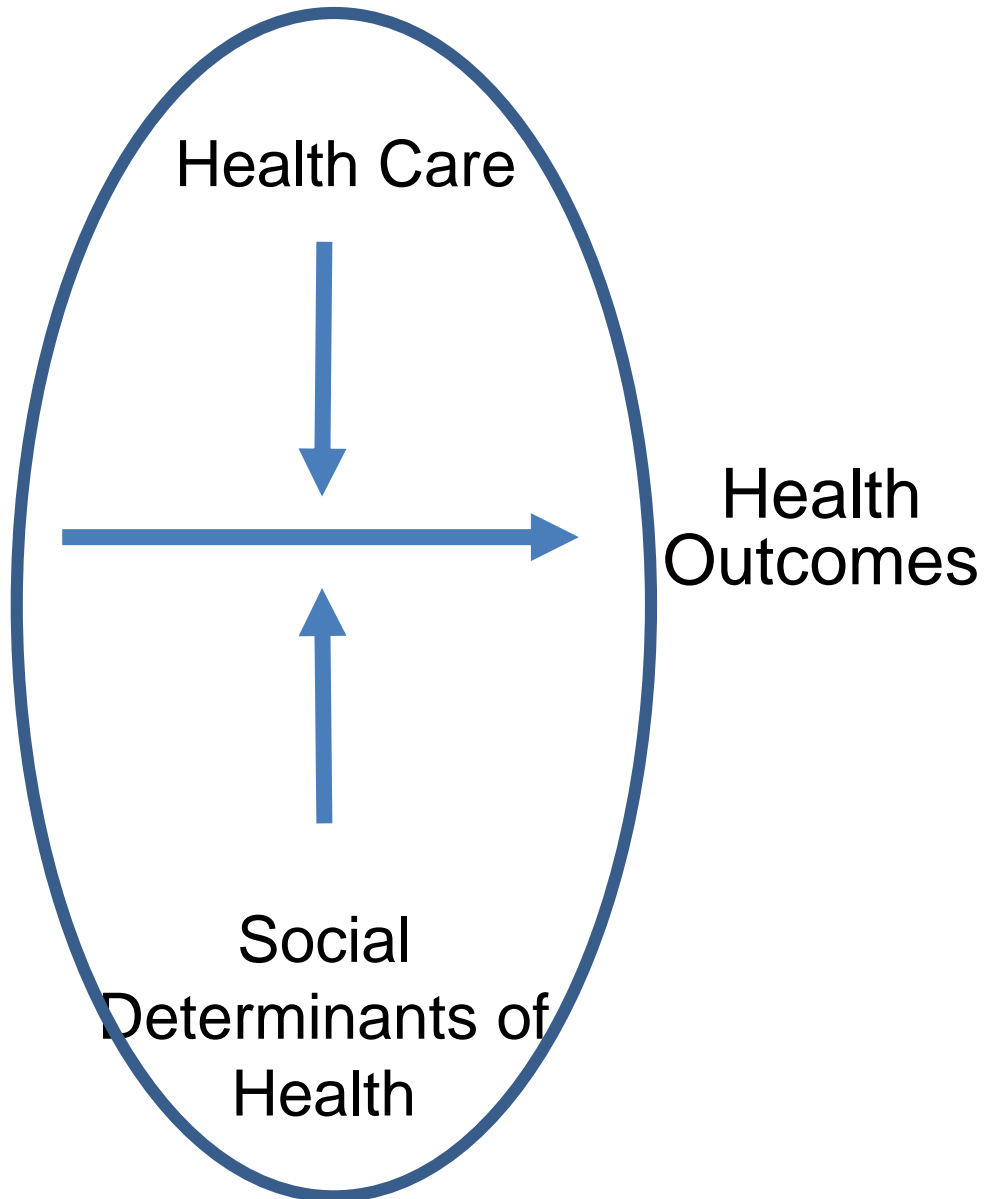 Health Care
Health
Outcomes
Social
Determinants of
Health